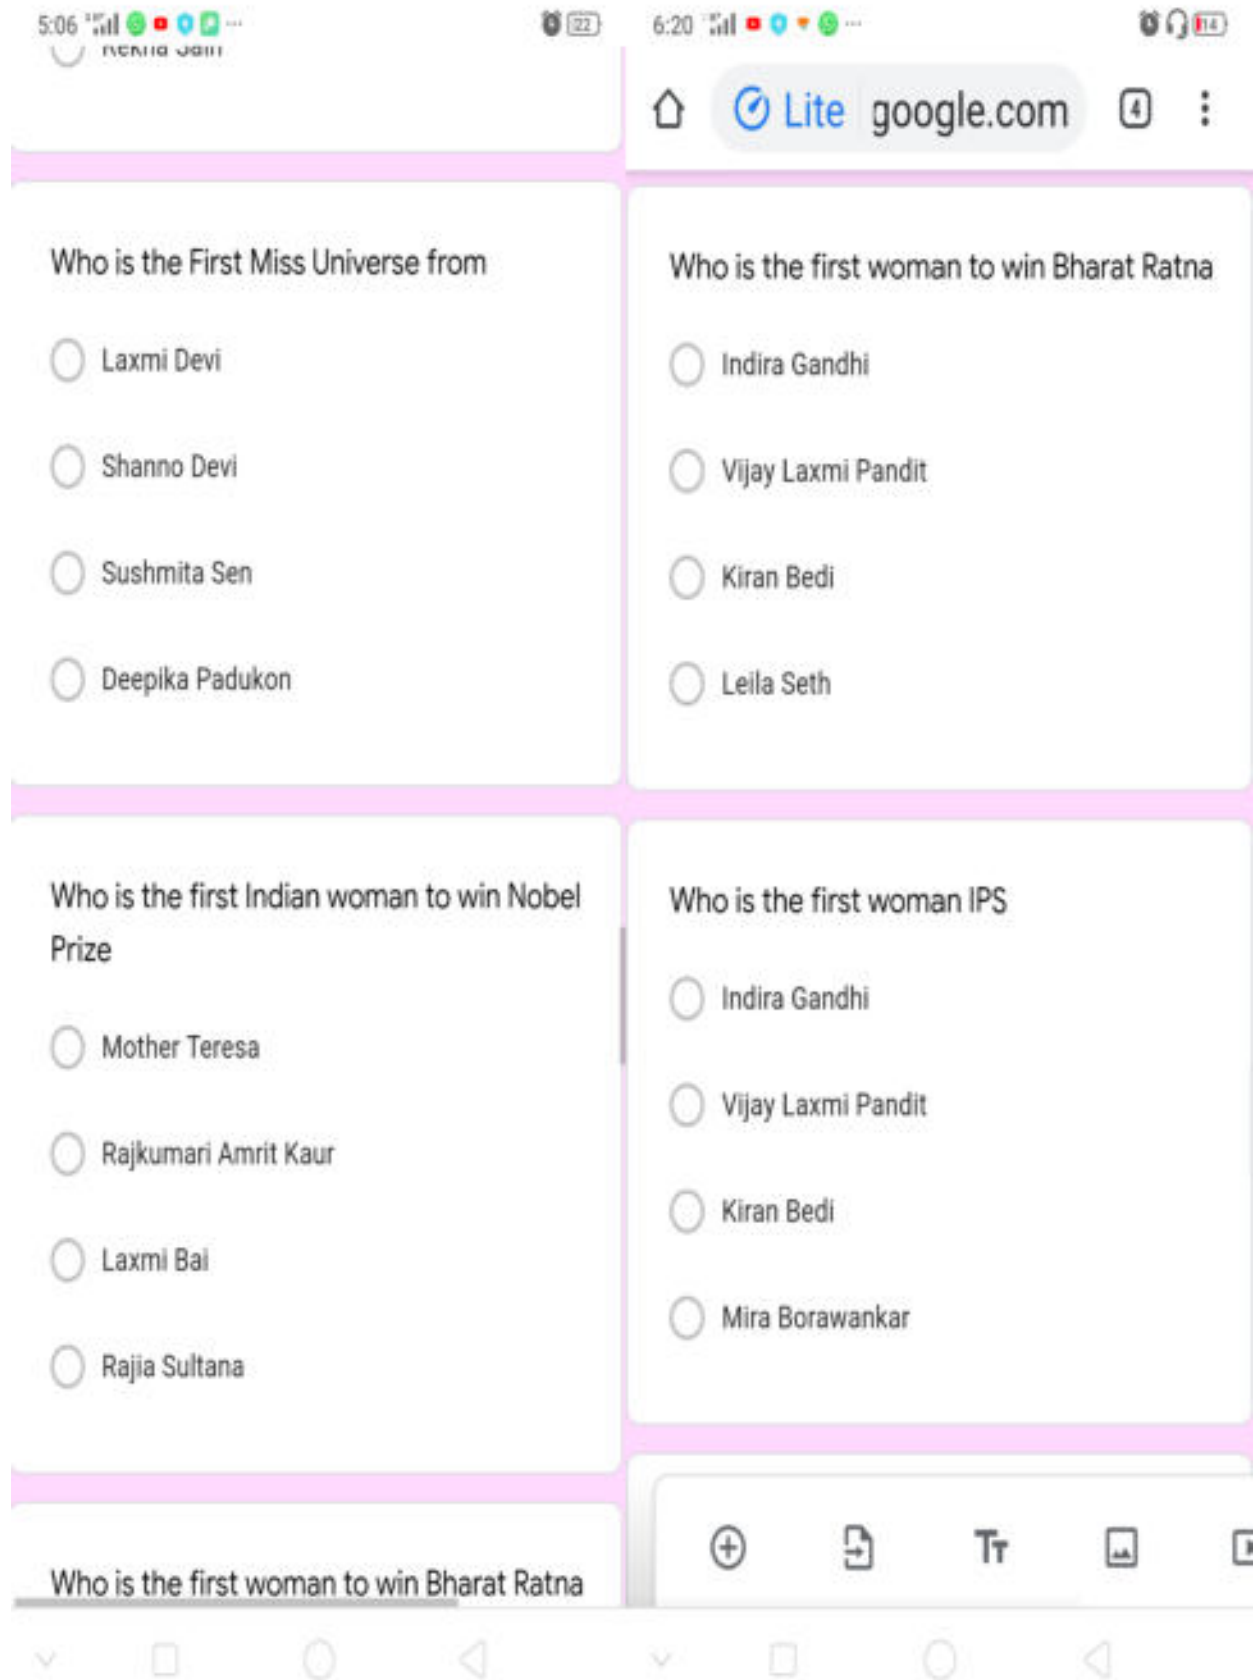 5:06
22
Rekha Jain
Who is the First Miss Universe from
Laxmi Devi
Shanno Devi
Sushmita Sen
Deepika Padukon
Who is the first Indian woman to win Nobel
Prize
Mother Teresa
Rajkumari Amrit Kaur
Laxmi Bai
Rajia Sultana
Who is the first woman to win Bharat Ratna
6:20
14
Lite google.com 4
Who is the first woman to win Bharat Ratna
Indira Gandhi
Vijay Laxmi Pandit
Kiran Bedi
Leila Seth
Who is the first woman IPS
Indira Gandhi
Vijay Laxmi Pandit
Kiran Bedi
Mira Borawankar